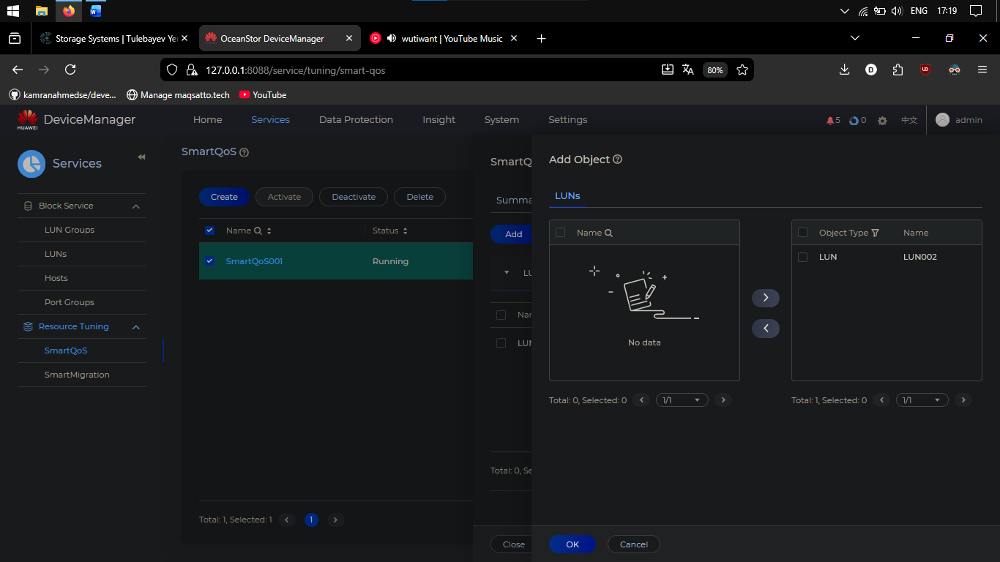 ENG 17:19
Storage Systems | Tulebayev Ye
OceanStor DeviceManager
wutiwant | YouTube Music
127.0.0.1:8088/service/tuning/smart-qos
80%
kamranahmedse/deve...
Manage maqsatto.tech
YouTube
HUAWEI
DeviceManager
Home
Services
Data Protection
Insight
System
Settings
5
0
中文
admin
Services
Block Service
LUN Groups
LUNs
Hosts
Port Groups
Resource Tuning
SmartQoS
SmartMigration
SmartQoS
Create
Activate
Deactivate
Delete
Name
Status
SmartQoS001
Running
Total: 1, Selected: 1
1
SmartQ
Summa
Add
LU
Nar
LUN
Total: 0, Se
Close
Add Object
LUNs
Name
No data
Total: 0, Selected: 0
1/1
Object Type
Name
LUN
LUN002
Total: 1, Selected: 0
1/1
OK
Cancel